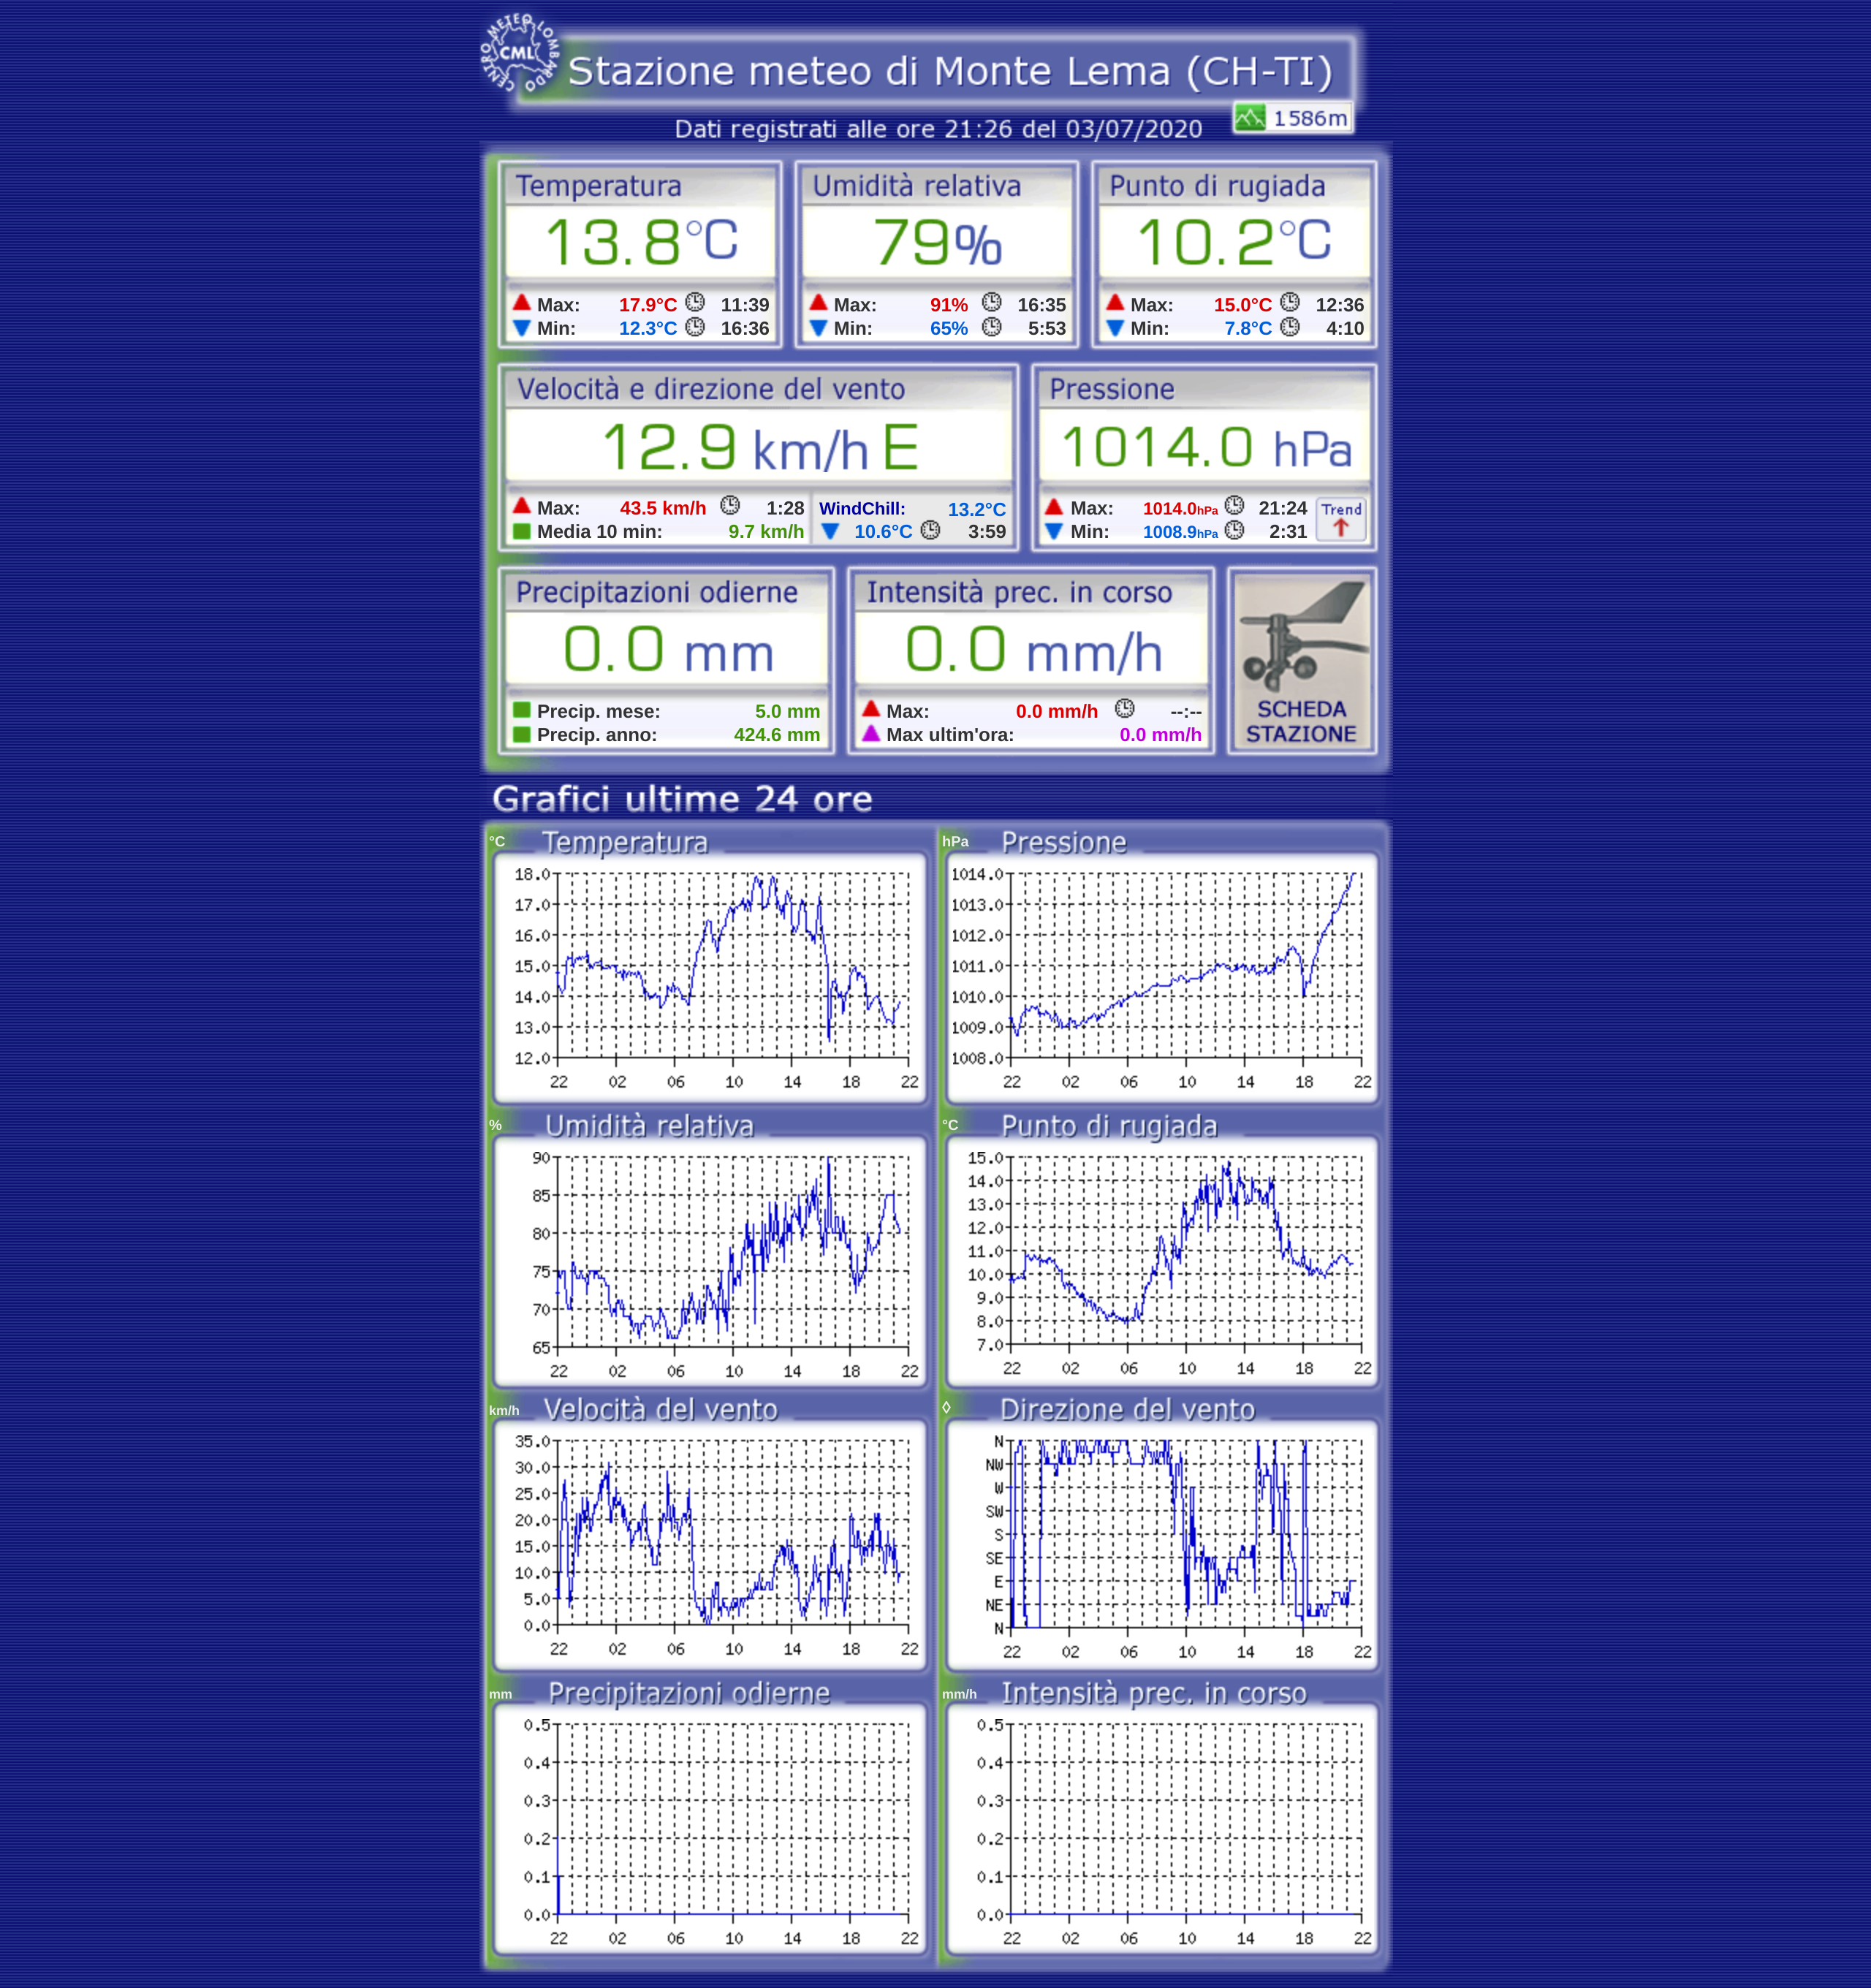 CENTRO METEO LOMBARDO
CML
Stazione meteo di Monte Lema (CH-TI)
1586m
Dati registrati alle ore 21:26 del 03/07/2020
Temperatura Umidità relativa Punto di rugiada
13.8°C 79% 10.2°C
Max: 17.9°C 11:39 Max: 91% 16:35 Max: 15.0°C 12:36
Min: 12.3°C 16:36 Min: 65% 5:53 Min: 7.8°C 4:10
Velocità e direzione del vento Pressione
12.9 km/h E 1014.0 hPa
Max: 43.5 km/h 1:28 WindChill: 13.2°C Max: 1014.0hPa 21:24 Trend
Media 10 min: 9.7 km/h 10.6°C 3:59 Min: 1008.9hPa 2:31
Precipitazioni odierne Intensità prec. in corso
0.0 mm 0.0 mm/h
Precip. mese: 5.0 mm Max: 0.0 mm/h --:-- SCHEDA
Precip. anno: 424.6 mm Max ultim'ora: 0.0 mm/h STAZIONE
Grafici ultime 24 ore
°C Temperatura hPa Pressione
18.0 1014.0
17.0 1013.0
16.0 1012.0
15.0 1011.0
14.0 1010.0
13.0 1009.0
12.0 1008.0
22 02 06 10 14 18 22 22 02 06 10 14 18 22
% Umidità relativa °C Punto di rugiada
90 15.0
14.0
85 13.0
80 12.0
11.0
75 10.0
70 9.0
8.0
65 7.0
22 02 06 10 14 18 22 22 02 06 10 14 18 22
km/h Velocità del vento ◊ Direzione del vento
35.0 N
30.0 NW
25.0 W
20.0 SW
S
15.0 SE
10.0 E
5.0 NE
0.0 N
22 02 06 10 14 18 22 22 02 06 10 14 18 22
mm Precipitazioni odierne mm/h Intensità prec. in corso
0.5 0.5
0.4 0.4
0.3 0.3
0.2 0.2
0.1 0.1
0.0 0.0
22 02 06 10 14 18 22 22 02 06 10 14 18 22